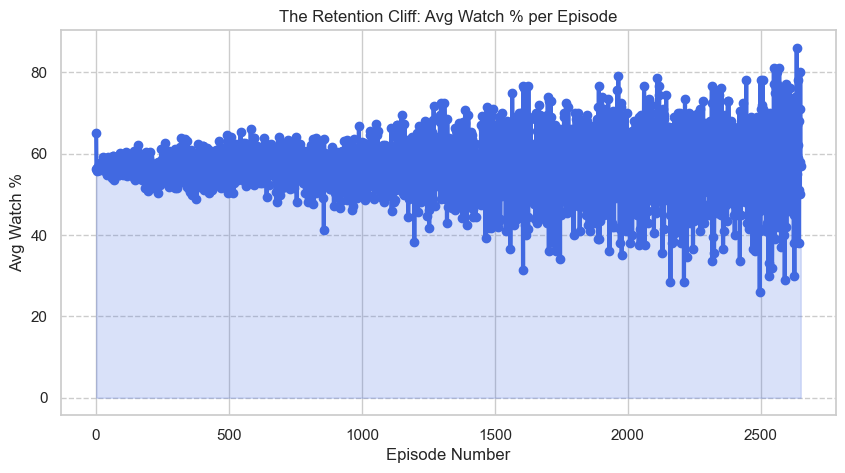 The Retention Cliff: Avg Watch % per Episode
Avg Watch %
80
60
40
20
0
0 500 1000 1500 2000 2500
Episode Number